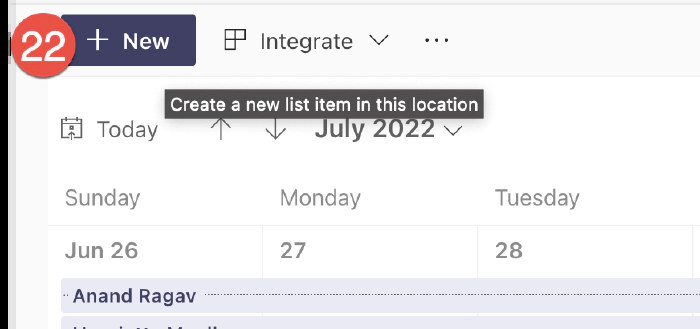 22 + New Integrate ...
Create a new list item in this location
Today July 2022
Sunday Monday Tuesday
Jun 26 27 28
Anand Ragav